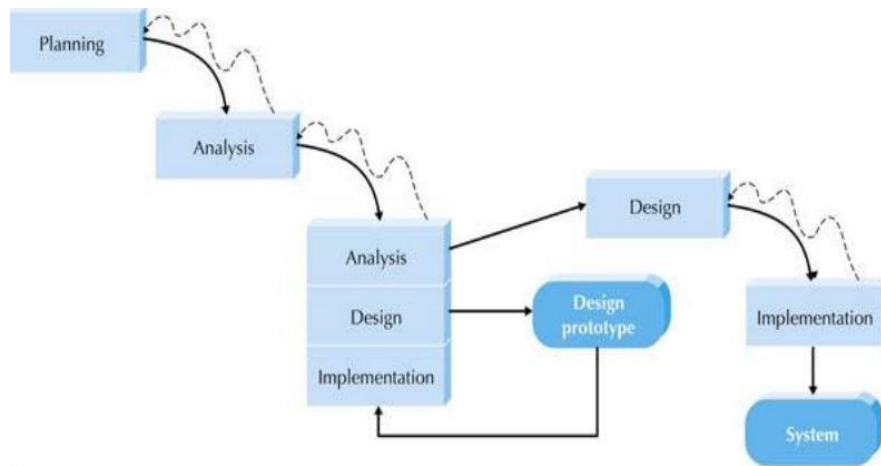 Planning
Analysis
Design
Analysis
Design
Implementation
Design
prototype
Implementation
System